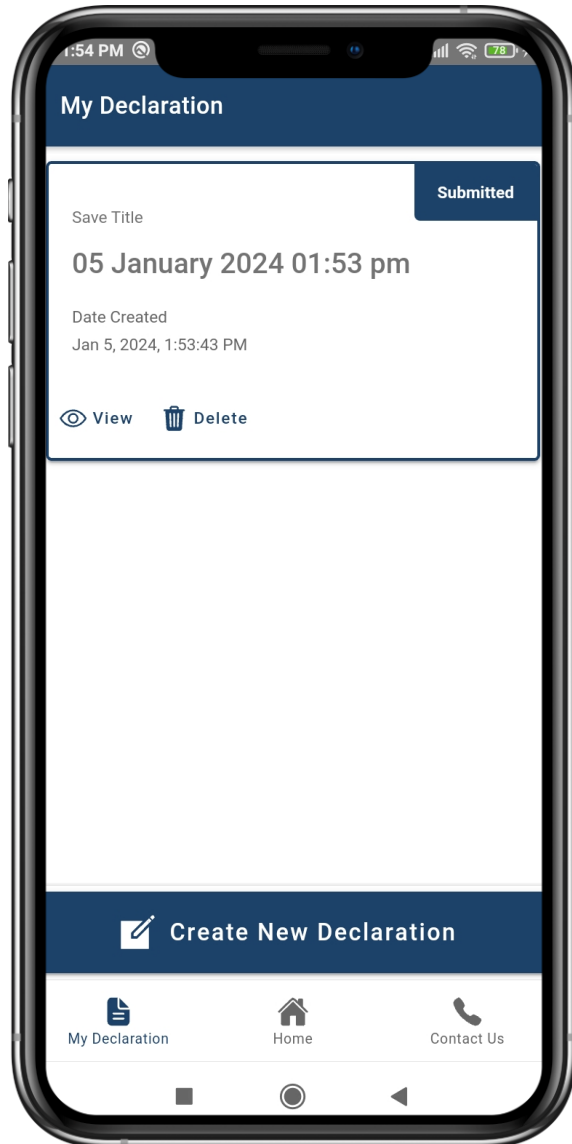 1:54 PM
78
My Declaration
Submitted
Save Title
05 January 2024 01:53 pm
Date Created
Jan 5, 2024, 1:53:43 PM
View
Delete
Create New Declaration
My Declaration
Home
Contact Us